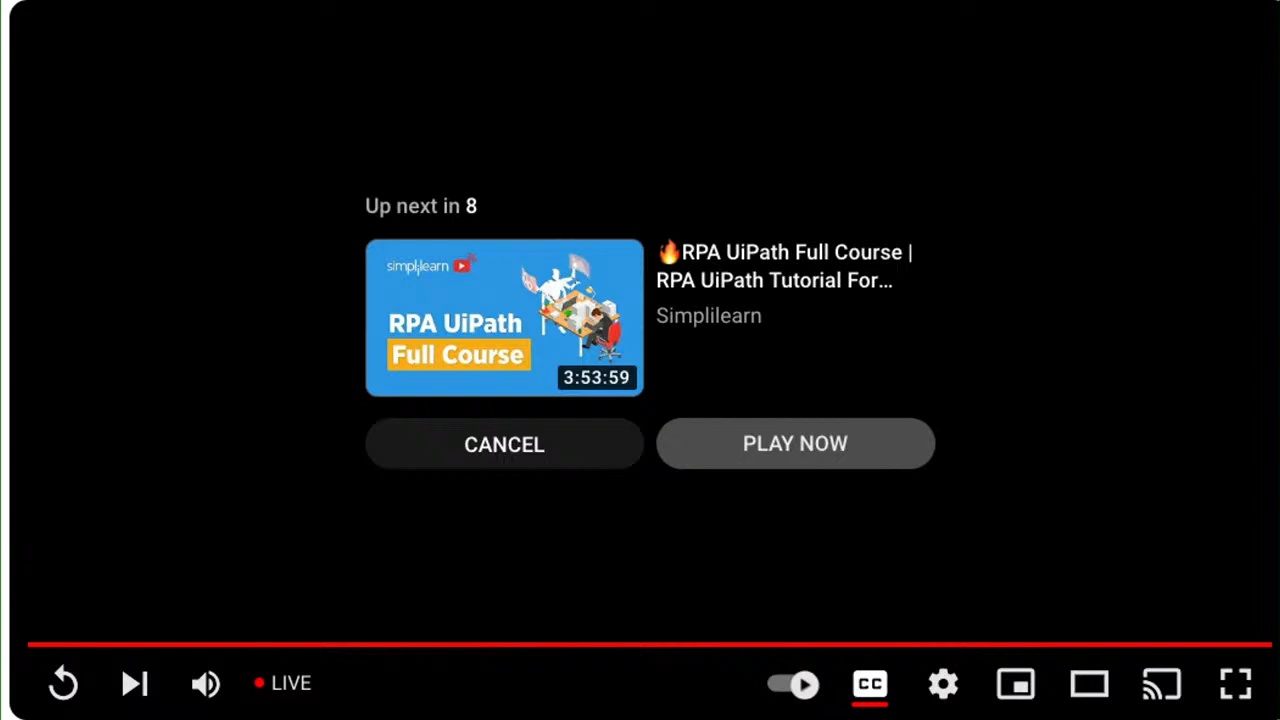 Up next in 8
simplilearn
RPA UiPath
Full Course
3:53:59
🔥RPA UiPath Full Course |
RPA UiPath Tutorial For...
Simplilearn
CANCEL
PLAY NOW
LIVE
CC